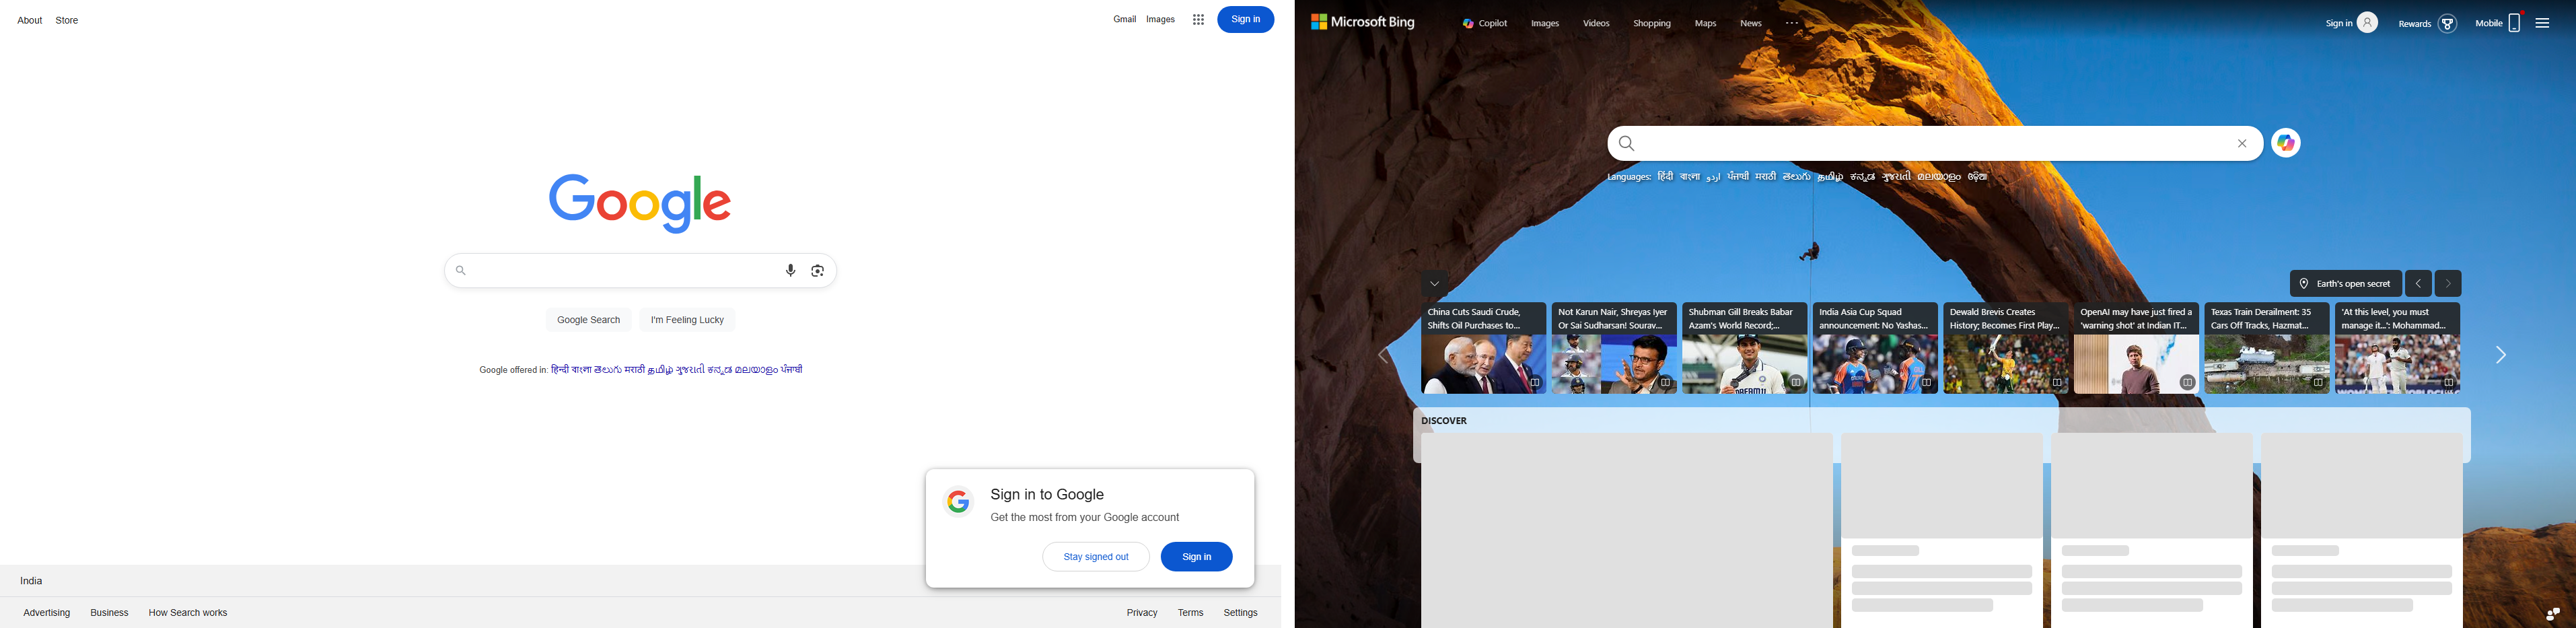 About Store
Gmail Images Sign in
Google
Google Search I'm Feeling Lucky
Google offered in: हिन्दी বাংলা తెలుగు मराठी தமிழ் ગુજરાતી ಕನ್ನಡ മലയാളം ਪੰਜਾਬੀ
Sign in to Google
Get the most from your Google account
Stay signed out Sign in
India
Advertising Business How Search works
Privacy Terms Settings
Microsoft Bing Copilot Images Videos Shopping Maps News ...
Sign in Rewards Mobile
Languages: हिंदी বাংলা اردو ਪੰਜਾਬੀ मराठी తెలుగు தமிழ் ಕನ್ನಡ ગુજરાતી മലയാളം ଓଡ଼ିଆ
Earth's open secret
China Cuts Saudi Crude,
Shifts Oil Purchases to...
Not Karun Nair, Shreyas Iyer
Or Sai Sudharsan! Sourav...
Shubman Gill Breaks Babar
Azam's World Record;...
India Asia Cup Squad
announcement: No Yashas...
Dewald Brevis Creates
History; Becomes First Play...
OpenAI may have just fired a
'warning shot' at Indian IT...
Texas Train Derailment: 35
Cars Off Tracks, Hazmat...
'At this level, you must
manage it...': Mohammad...
DISCOVER